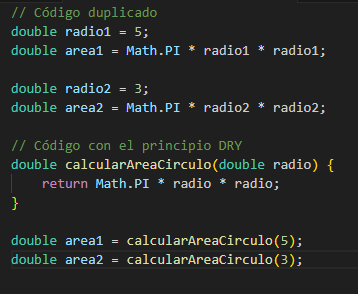 // Código duplicado
double radio1 = 5;
double area1 = Math.PI * radio1 * radio1;

double radio2 = 3;
double area2 = Math.PI * radio2 * radio2;

// Código con el principio DRY
double calcularAreaCirculo(double radio) {
    return Math.PI * radio * radio;
}

double area1 = calcularAreaCirculo(5);
double area2 = calcularAreaCirculo(3);